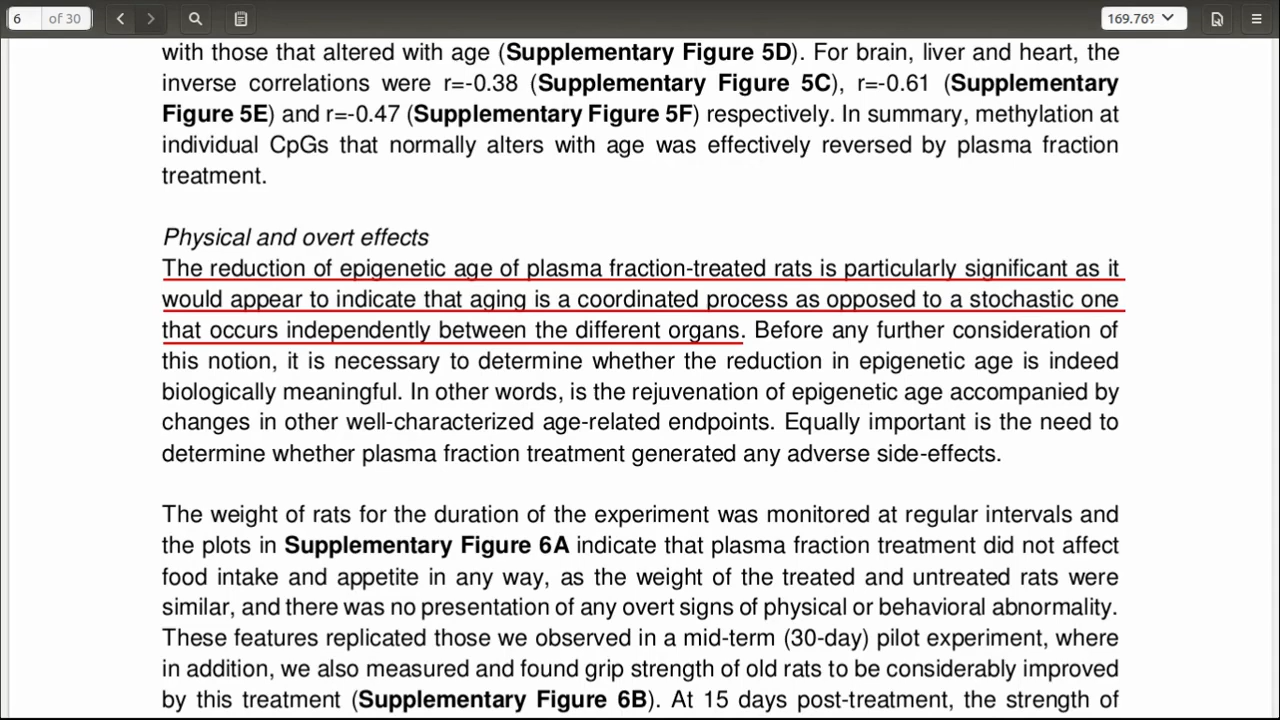 6 of 30 169.76%
with those that altered with age (Supplementary Figure 5D). For brain, liver and heart, the
inverse correlations were r=-0.38 (Supplementary Figure 5C), r=-0.61 (Supplementary
Figure 5E) and r=-0.47 (Supplementary Figure 5F) respectively. In summary, methylation at
individual CpGs that normally alters with age was effectively reversed by plasma fraction
treatment.
Physical and overt effects
The reduction of epigenetic age of plasma fraction-treated rats is particularly significant as it
would appear to indicate that aging is a coordinated process as opposed to a stochastic one
that occurs independently between the different organs. Before any further consideration of
this notion, it is necessary to determine whether the reduction in epigenetic age is indeed
biologically meaningful. In other words, is the rejuvenation of epigenetic age accompanied by
changes in other well-characterized age-related endpoints. Equally important is the need to
determine whether plasma fraction treatment generated any adverse side-effects.
The weight of rats for the duration of the experiment was monitored at regular intervals and
the plots in Supplementary Figure 6A indicate that plasma fraction treatment did not affect
food intake and appetite in any way, as the weight of the treated and untreated rats were
similar, and there was no presentation of any overt signs of physical or behavioral abnormality.
These features replicated those we observed in a mid-term (30-day) pilot experiment, where
in addition, we also measured and found grip strength of old rats to be considerably improved
by this treatment (Supplementary Figure 6B). At 15 days post-treatment, the strength of